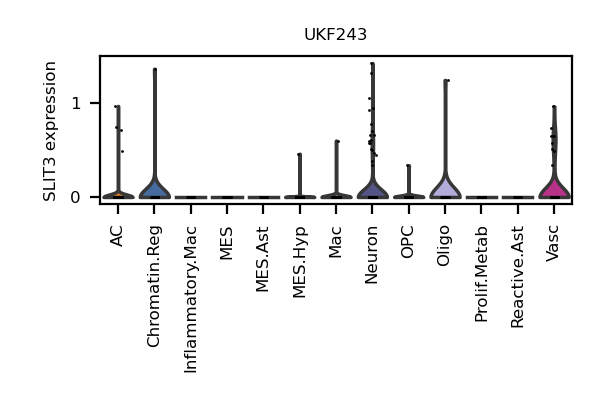 UKF243
SLIT3 expression
1
0
AC
Chromatin.Reg
Inflammatory.Mac
MES
MES.Ast
MES.Hyp
Mac
Neuron
OPC
Oligo
Prolif.Metab
Reactive.Ast
Vasc